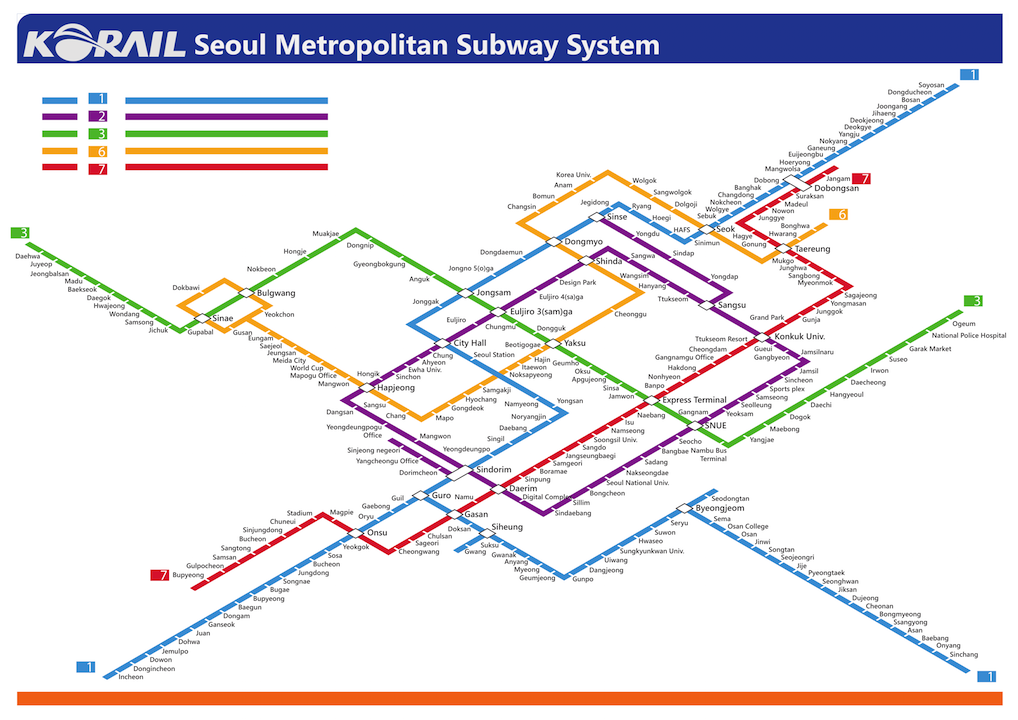 KORAIL Seoul Metropolitan Subway System
1
2
3
6
7
1
Soyosan
Dongducheon
Bosan
Joongang
Jihaeng
Deokjeong
Deokgye
Yangju
Nokyang
Ganeung
Euijeongbu
Hoeryong
Mangwolsa
Dobong
Dobongsan
Banghak
Changdong
Nokcheon
Wolgye
Sebuk
Seok
Sinimun
HAFS
Hoegi
Ryang
Jegidong
Sinse
Dongmyo
Dongdaemun
Jongno 5(o)ga
Jongsam
Jonggak
City Hall
Seoul Station
Namyeong
Yongsan
Noryangjin
Daebang
Singil
Yeongdeungpo
Sindorim
Guro
Guil
Gaebong
Oryu
Onsu
Yeokgok
Sosa
Bucheon
Jungdong
Songnae
Bugae
Bupyeong
Baegun
Dongam
Ganseok
Juan
Dohwa
Jemulpo
Dowon
Dongincheon
Incheon
1
Namu
Gasan
Doksan
Siheung
Gwang
Suksu
Gwanak
Anyang
Myeong
Geumjeong
Gunpo
Dangjeong
Uiwang
Sungkyunkwan Univ.
Hwaseo
Suwon
Seryu
Byeongjeom
Seodongtan
Sema
Osan College
Osan
Jinwi
Songtan
Seojeongri
Jije
Pyeongtaek
Seonghwan
Jiksan
Dujeong
Cheonan
Bongmyeong
Ssangyong
Asan
Baebang
Onyang
Sinchang
1
3
Daehwa
Juyeop
Jeongbalsan
Madu
Baekseok
Daegok
Hwajeong
Wondang
Samsong
Jichuk
Gupabal
Sinae
Bulgwang
Nokbeon
Hongje
Muakjae
Dongnip
Gyeongbokgung
Anguk
Euljiro 3(sam)ga
Chungmu
Dongguk
Yaksu
Geumho
Oksu
Apgujeong
Sinsa
Jamwon
Express Terminal
SNUE
Nambu Bus
Terminal
Yangjae
Maebong
Dogok
Daechi
Hangyeoul
Daecheong
Irwon
Suseo
Garak Market
National Police Hospital
Ogeum
3
Dokbawi
Yeokchon
Gusan
Eungam
Saejeol
Jeungsan
Meida City
World Cup
Mapogu Office
Mangwon
Hapjeong
Sangsu
Chang
Mapo
Gongdeok
Hyochang
Samgakji
Noksapyeong
Itaewon
Hajin
Beotigogae
Cheonggu
Shinda
Changsin
Bomun
Anam
Korea Univ.
Wolgok
Sangwolgok
Dolgoji
Taereung
Hwarang
Bonghwa
6
Hongik
Sinchon
Ewha Univ.
Ahyeon
Chung
Euljiro
Euljiro 4(sa)ga
Design Park
Sangwa
Wangsim
Hanyang
Ttukseom
Sangsu
Yongdap
Sindap
Yongdu
Gueui
Gangbyeon
Jamsilnaru
Jamsil
Sincheon
Sports plex
Samseong
Seolleung
Yeoksam
Gangnam
Seocho
Bangbae
Sadang
Nakseongdae
Seoul National Univ.
Bongcheon
Sillim
Sindaebang
Digital Comple
Daerim
Dorimcheon
Yangcheongu Office
Sinjeong negeori
Mangwon
Yeongdeungpogu
Office
Dangsan
Jangam
7
Suraksan
Madeul
Nowon
Junggye
Hagye
Gonung
Mukgo
Junghwa
Sangbong
Myeonmok
Sagajeong
Yongmasan
Junggok
Gunja
Grand Park
Konkuk Univ.
Ttukseom Resort
Cheongdam
Gangnamgu Office
Hakdong
Nonhyeon
Banpo
Naebang
Isu
Namseong
Soongsil Univ.
Sangdo
Jangseungbaegi
Samgeori
Boramae
Sinpung
Chulsan
Sageori
Cheongwang
Magpie
Stadium
Chuneui
Sinjungdong
Bucheon
Sangtong
Samsan
Gulpocheon
Bupyeong
7